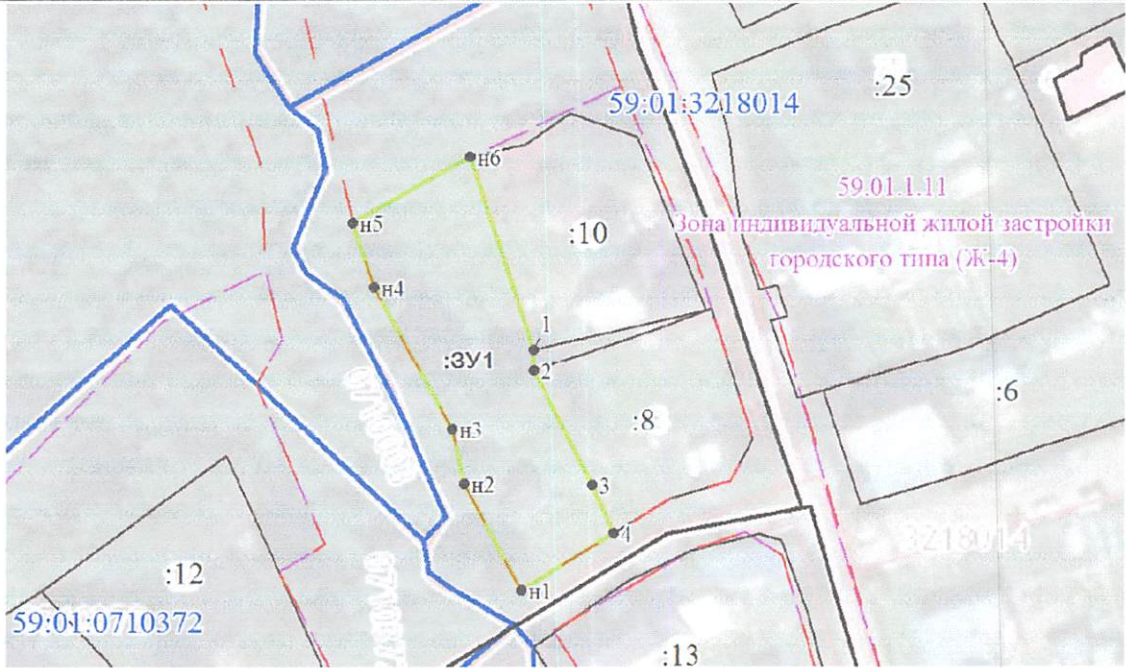 :25
59:01:3218014
н6
59.01.1.11
Зона индивидуальной жилой застройки
городского типа (Ж-4)
н5
:10
н4
1
:ЗУ1
2
:6
:8
н3
н2
3
4
3218014
:12
н1
59:01:0710372
:13